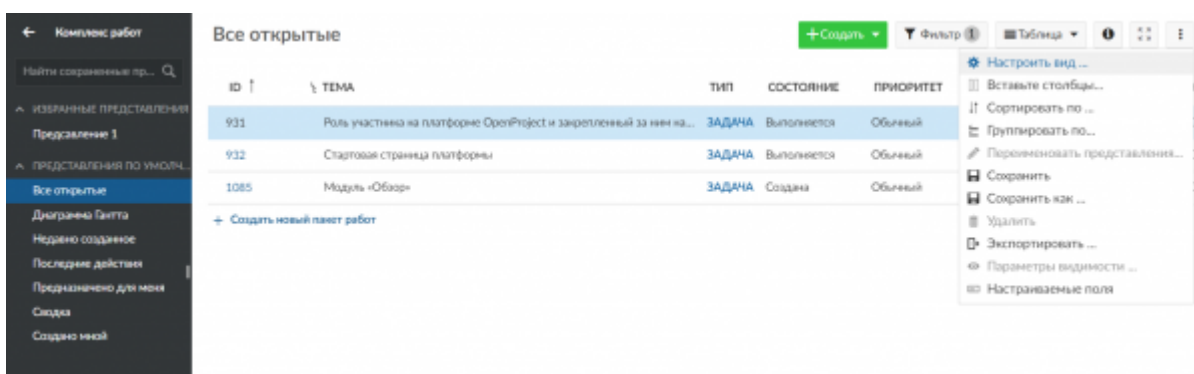 Комплекс работ
Найти сохраненные пр...
ИЗБРАННЫЕ ПРЕДСТАВЛЕНИЯ
Предсавление 1
ПРЕДСТАВЛЕНИЯ ПО УМОЛЧ...
Все открытые
Диаграмма Гантта
Недавно созданное
Последние действия
Предназначено для меня
Сводка
Создано мной
Все открытые
Создать
Фильтр 1
Таблица
ID ТЕМА ТИП СОСТОЯНИЕ ПРИОРИТЕТ
931 Роль участника на платформе OpenProject и закрепленный за ним на... ЗАДАЧА Выполняется Обычный
932 Стартовая страница платформы ЗАДАЧА Выполняется Обычный
1085 Модуль «Обзор» ЗАДАЧА Создана Обычный
+ Создать новый пакет работ
Настроить вид ...
Вставьте столбцы...
Сортировать по ...
Группировать по...
Переименовать представления...
Сохранить
Сохранить как ...
Удалить
Экспортировать ...
Параметры видимости ...
Настраиваемые поля